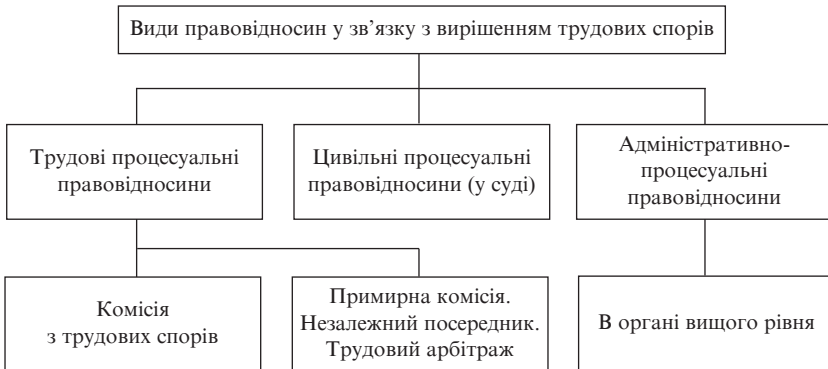 Види правовідносин у зв’язку з вирішенням трудових спорів
Трудові процесуальні
правовідносини
Цивільні процесуальні
правовідносини (у суді)
Адміністративно-
процесуальні
правовідносини
Комісія
з трудових спорів
Примирна комісія.
Незалежний посередник.
Трудовий арбітраж
В органі вищого рівня